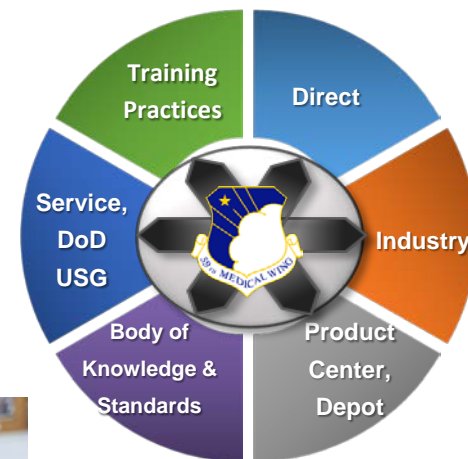 Training
Practices
Direct
Service,
DoD
USG
Industry
59TH MEDICAL WING
Body of
Knowledge &
Standards
Product
Center,
Depot